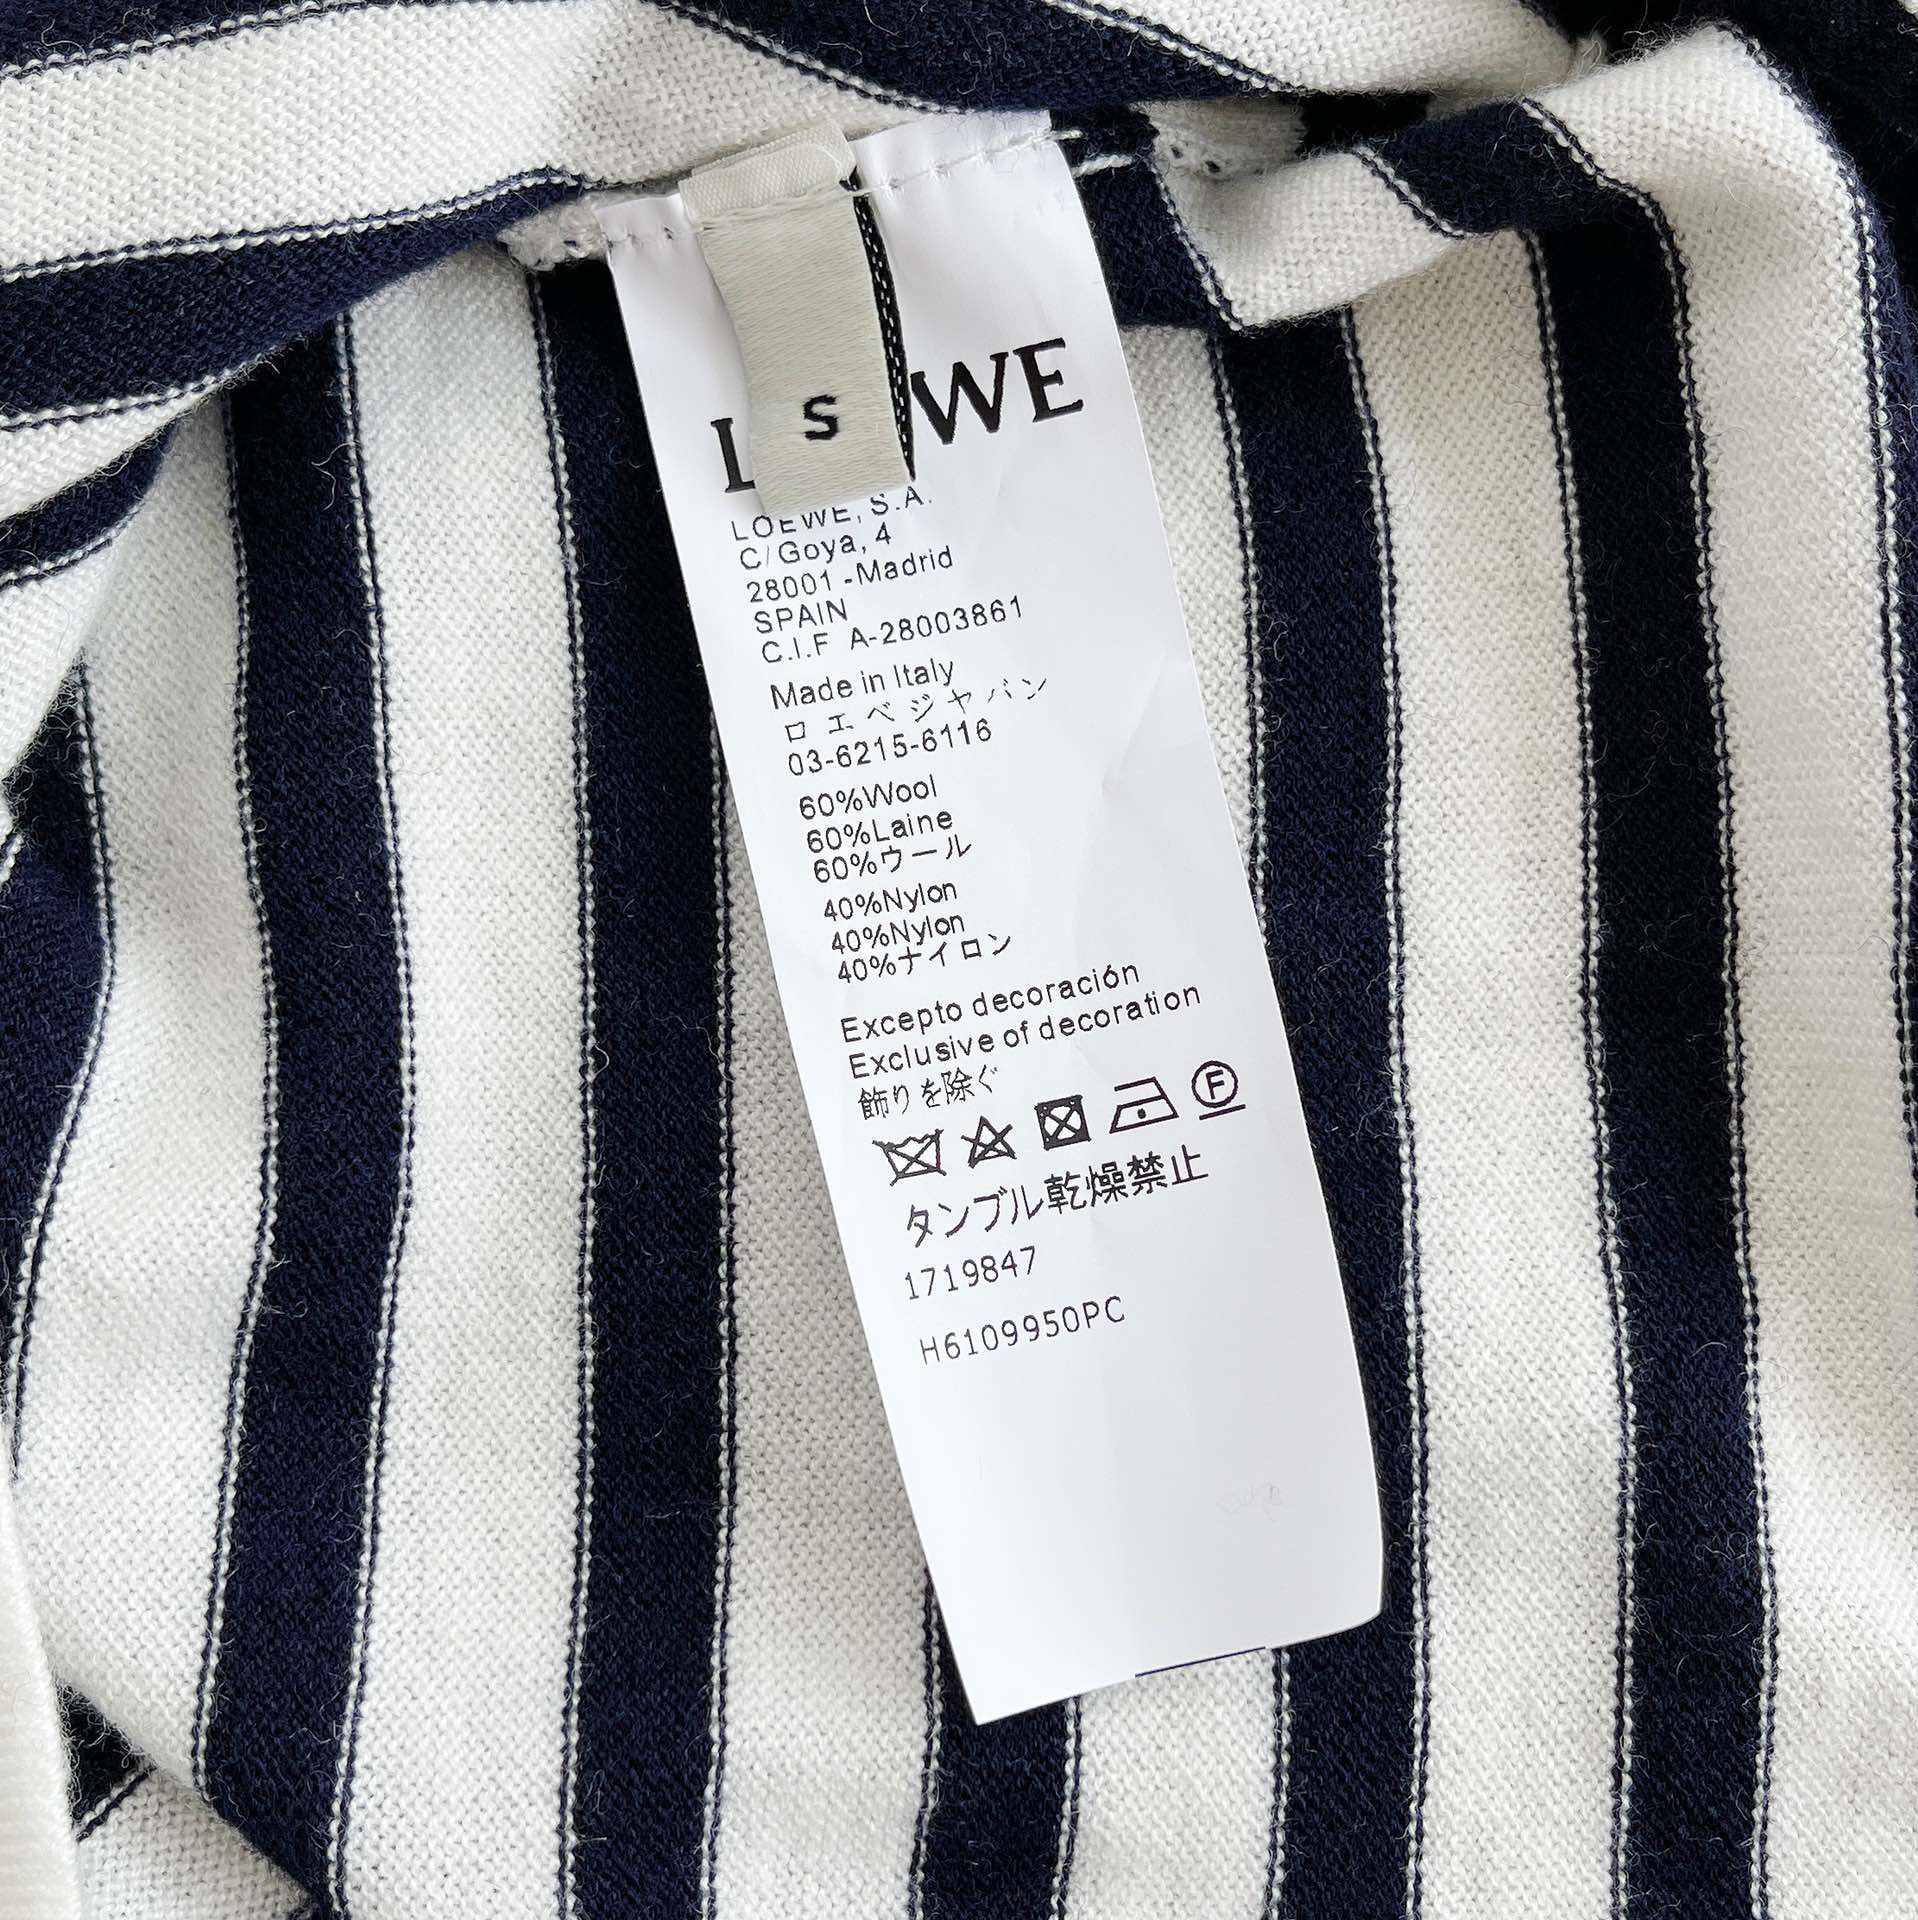 S
WE
LOEWE, S.A.
C/Goya, 4
28001 -Madrid
SPAIN
C.I.F A-28003861
Made in Italy
ロエベジャパン
03-6215-6116
60%Wool
60%Laine
60%ウール
40%Nylon
40%Nylon
40%ナイロン
Excepto decoración
Exclusive of decoration
飾りを除ぐ
F
タンブル乾燥禁止
1719847
H6109950PC